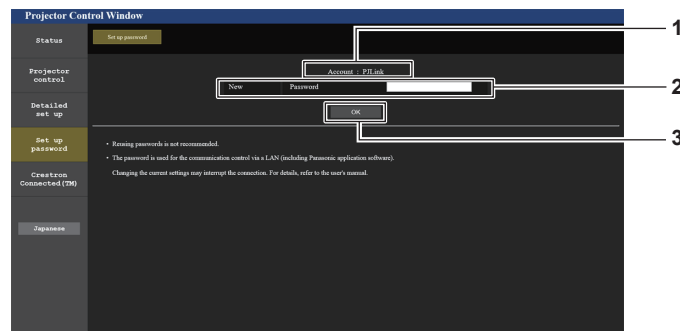 Projector Control Window
Status
Set up password
1
Projector
control
Account : PJLink
New Password
2
Detailed
set up
OK
Set up
password
3
• Reusing passwords is not recommended.
• The password is used for the communication control via a LAN (including Panasonic application software).
Changing the current settings may interrupt the connection. For details, refer to the user's manual.
Crestron
Connected(TM)
Japanese